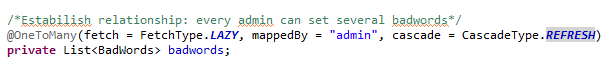 /*Estabilish relationship: every admin can set several badwords*/
@OneToMany(fetch = FetchType.LAZY, mappedBy = "admin", cascade = CascadeType.REFRESH)
private List<BadWords> badwords;